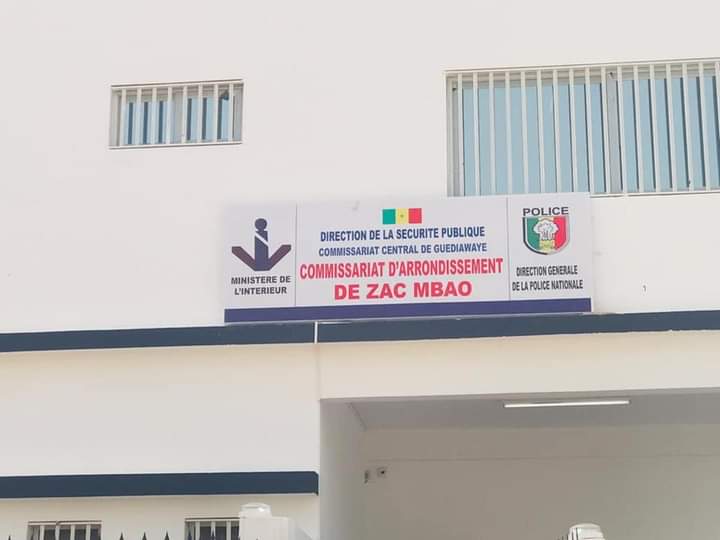 MINISTERE DE
L'INTERIEUR
DIRECTION DE LA SECURITE PUBLIQUE
COMMISSARIAT CENTRAL DE GUEDIAWAYE
COMMISSARIAT D'ARRONDISSEMENT
DE ZAC MBAO
POLICE
DIRECTION GENERALE
DE LA POLICE NATIONALE